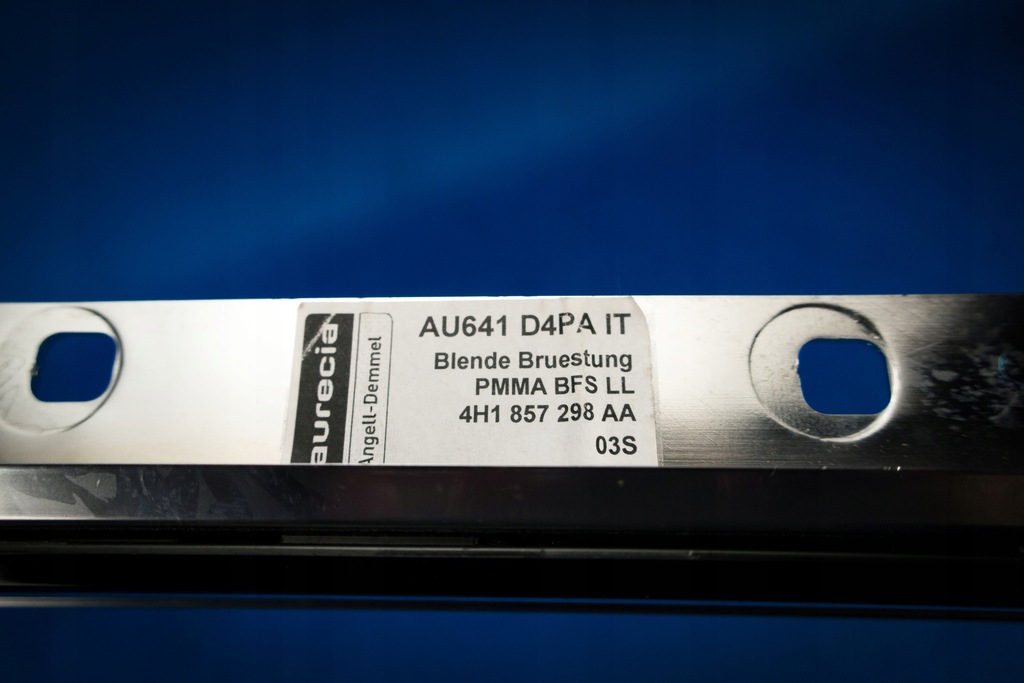 aurecia
Angell-Demmel
AU641 D4PA IT
Blende Bruestung
PMMA BFS LL
4H1 857 298 AA
03S